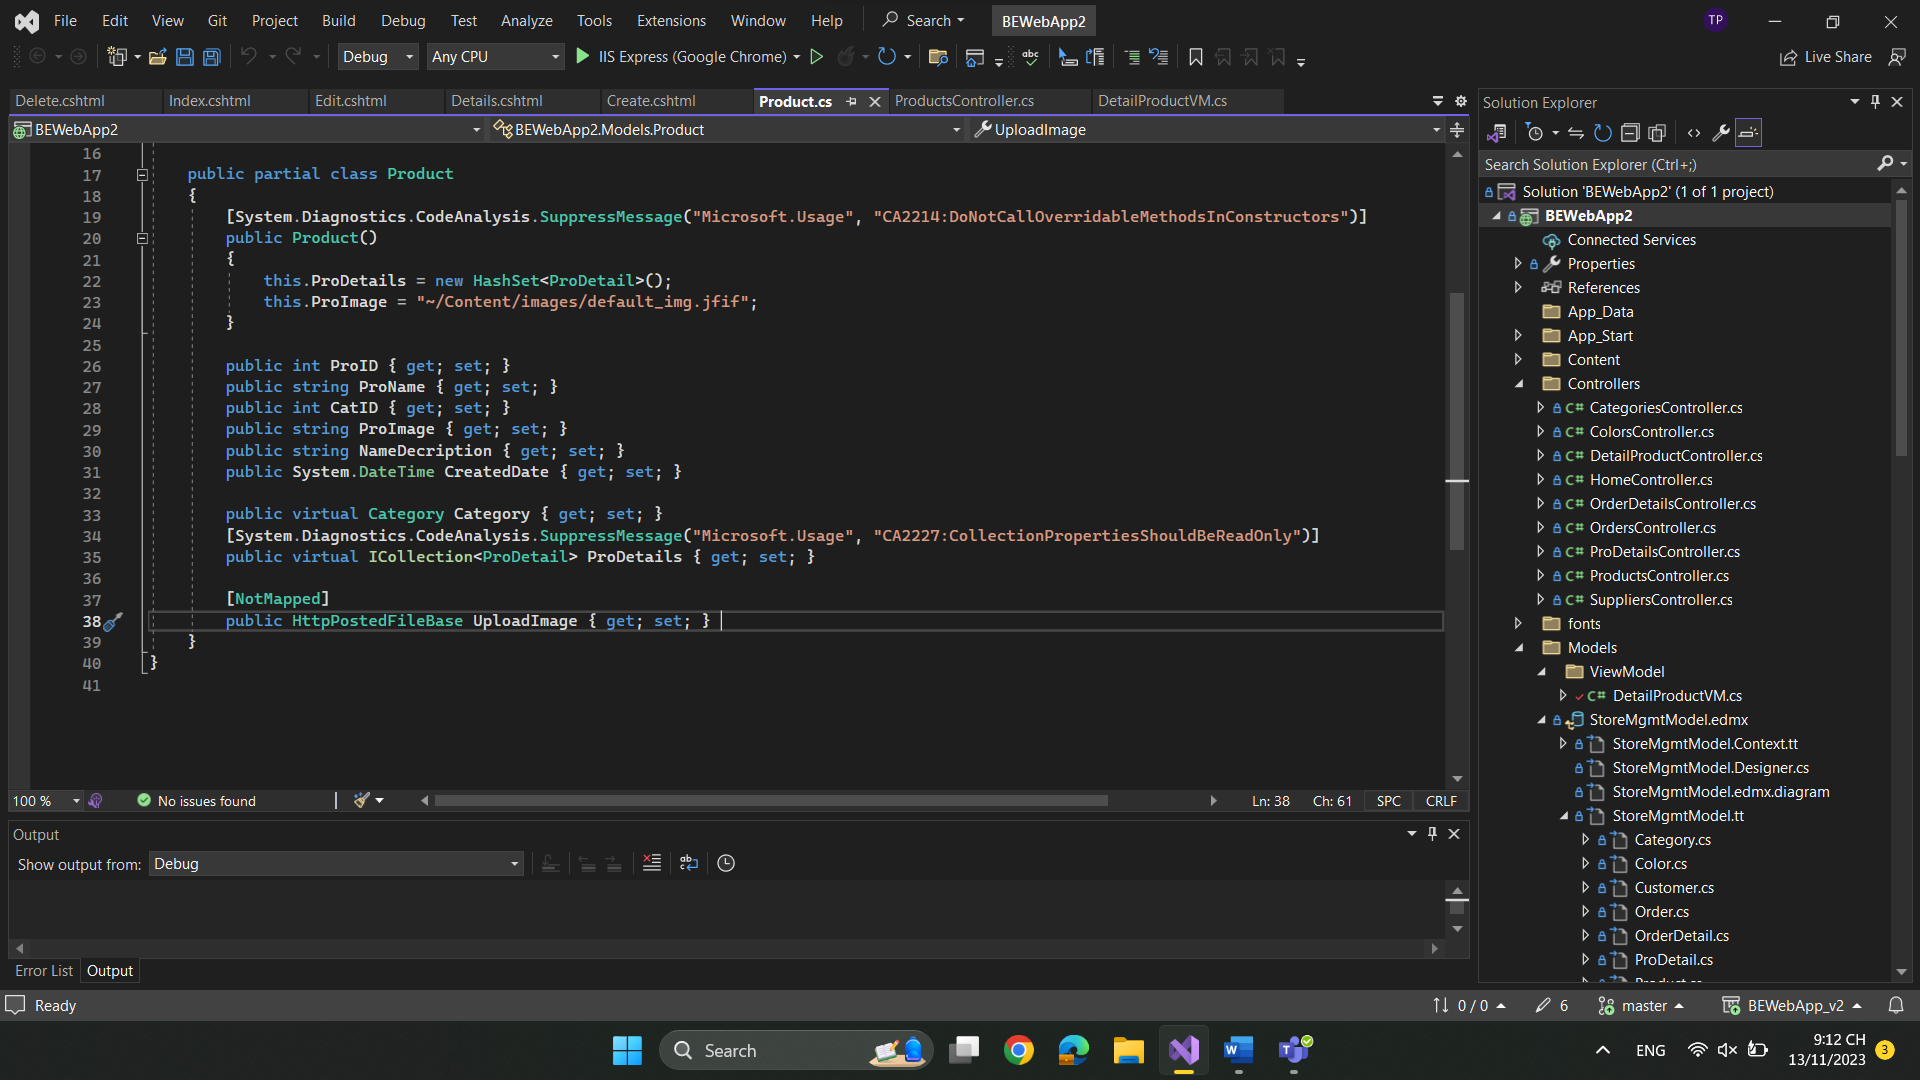 File Edit View Git Project Build Debug Test Analyze Tools Extensions Window Help Search BEWebApp2 TP
Debug Any CPU IIS Express (Google Chrome) Live Share
Delete.cshtml Index.cshtml Edit.cshtml Details.cshtml Create.cshtml Product.cs ProductsController.cs DetailProductVM.cs
BEWebApp2 BEWebApp2.Models.Product UploadImage
16
17 public partial class Product
18 {
19 [System.Diagnostics.CodeAnalysis.SuppressMessage("Microsoft.Usage", "CA2214:DoNotCallOverridableMethodsInConstructors")]
20 public Product()
21 {
22 this.ProDetails = new HashSet<ProDetail>();
23 this.ProImage = "~/Content/images/default_img.jfif";
24 }
25
26 public int ProID { get; set; }
27 public string ProName { get; set; }
28 public int CatID { get; set; }
29 public string ProImage { get; set; }
30 public string NameDecription { get; set; }
31 public System.DateTime CreatedDate { get; set; }
32
33 public virtual Category Category { get; set; }
34 [System.Diagnostics.CodeAnalysis.SuppressMessage("Microsoft.Usage", "CA2227:CollectionPropertiesShouldBeReadOnly")]
35 public virtual ICollection<ProDetail> ProDetails { get; set; }
36
37 [NotMapped]
38 public HttpPostedFileBase UploadImage { get; set; }
39 }
40 }
41
100 % No issues found Ln: 38 Ch: 61 SPC CRLF
Output
Show output from: Debug
Error List Output
Solution Explorer
Search Solution Explorer (Ctrl+;)
Solution 'BEWebApp2' (1 of 1 project)
BEWebApp2
Connected Services
Properties
References
App_Data
App_Start
Content
Controllers
C# CategoriesController.cs
C# ColorsController.cs
C# DetailProductController.cs
C# HomeController.cs
C# OrderDetailsController.cs
C# OrdersController.cs
C# ProDetailsController.cs
C# ProductsController.cs
C# SuppliersController.cs
fonts
Models
ViewModel
C# DetailProductVM.cs
StoreMgmtModel.edmx
StoreMgmtModel.Context.tt
StoreMgmtModel.Designer.cs
StoreMgmtModel.edmx.diagram
StoreMgmtModel.tt
Category.cs
Color.cs
Customer.cs
Order.cs
OrderDetail.cs
ProDetail.cs
Product.cs
Ready 0 / 0 6 master BEWebApp_v2
Search ENG 9:12 CH
13/11/2023 3